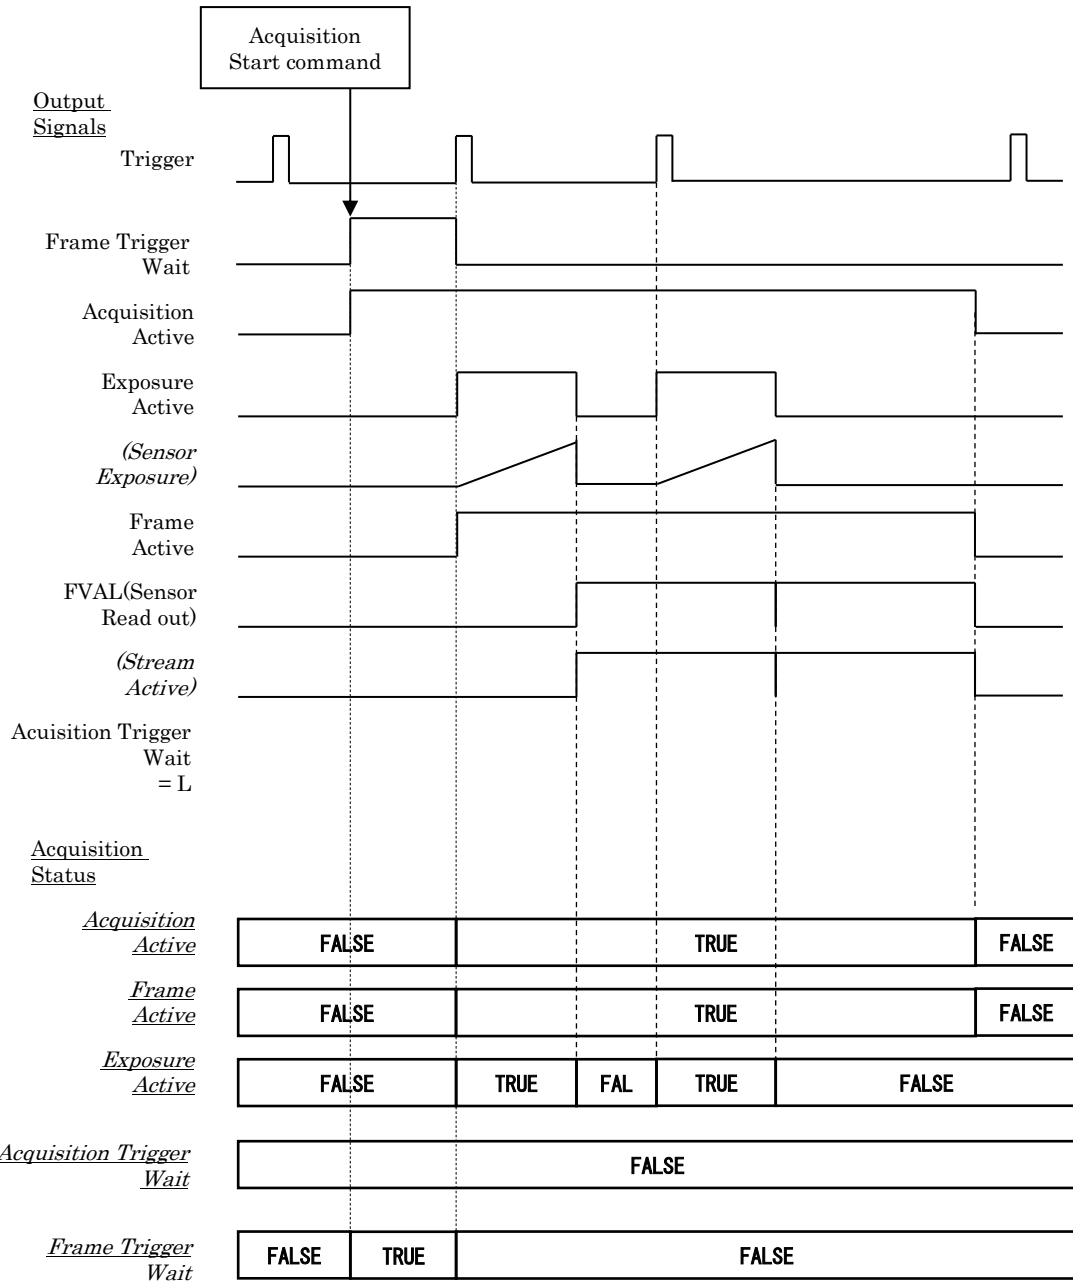 Acquisition
Start command
Output
Signals
Trigger
Frame Trigger
Wait
Acquisition
Active
Exposure
Active
(Sensor
Exposure)
Frame
Active
FVAL(Sensor
Read out)
(Stream
Active)
Acuisition Trigger
Wait
= L
Acquisition
Status
Acquisition
Active
FALSE TRUE FALSE
Frame
Active
FALSE TRUE FALSE
Exposure
Active
FALSE TRUE FAL TRUE FALSE
Acquisition Trigger
Wait
FALSE
Frame Trigger
Wait
FALSE TRUE FALSE